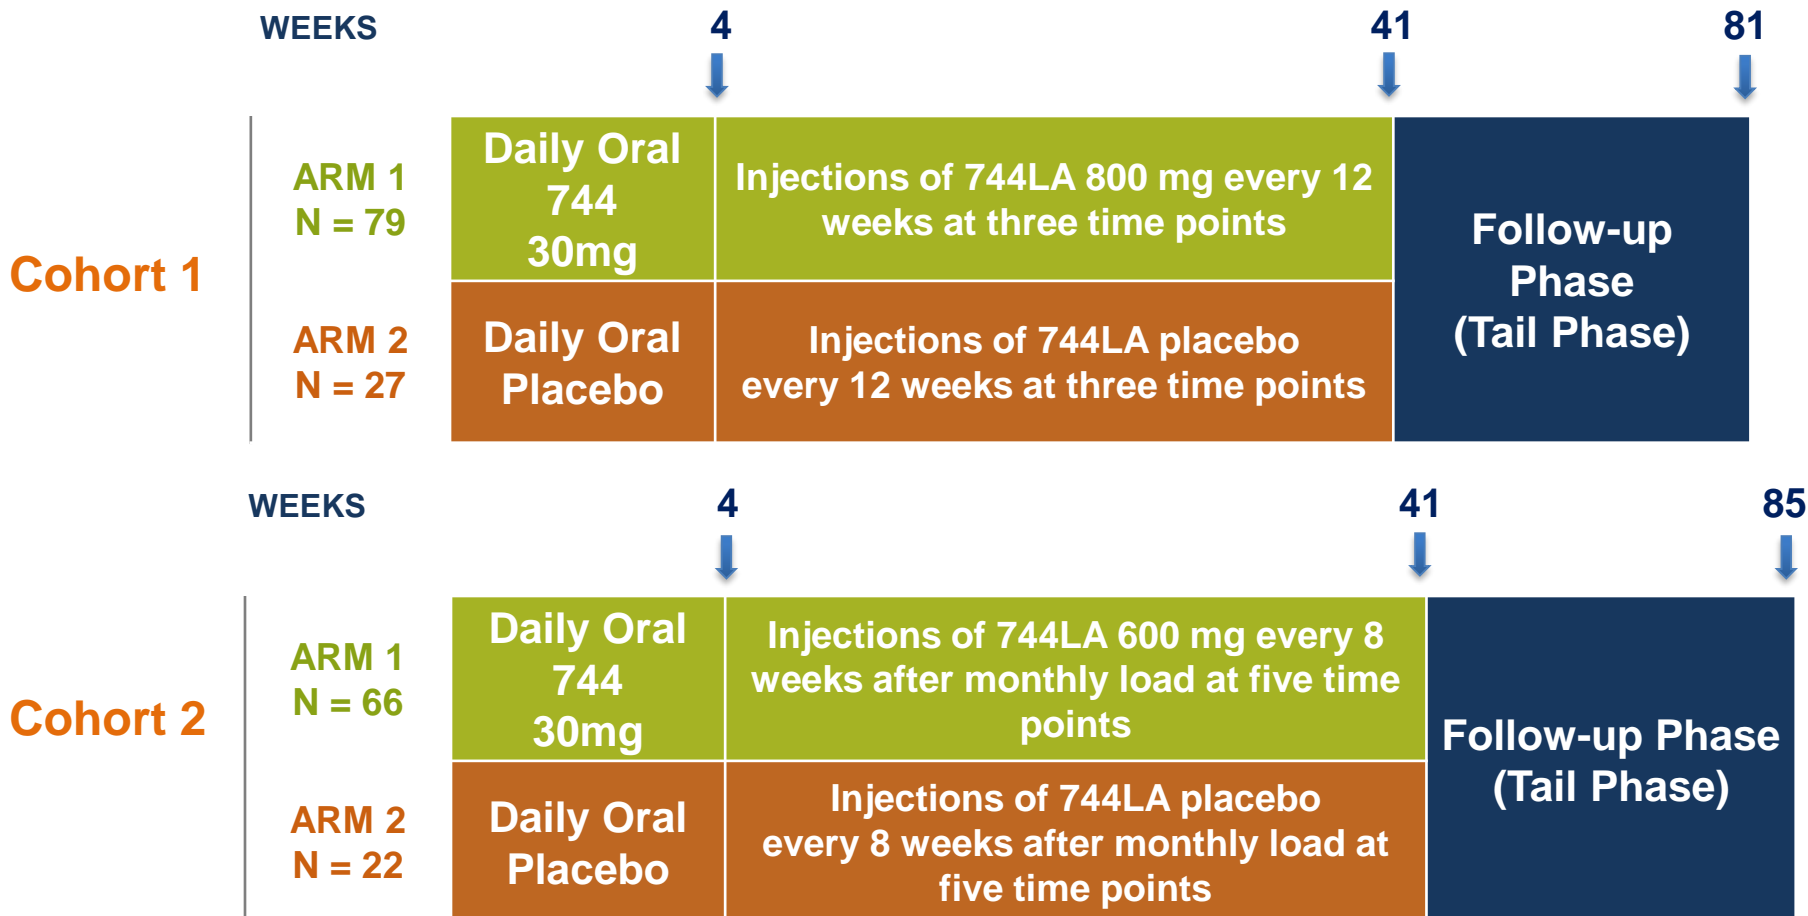 WEEKS 4 41 81
Cohort 1
ARM 1
N = 79
Daily Oral
744
30mg
Injections of 744LA 800 mg every 12
weeks at three time points
ARM 2
N = 27
Daily Oral
Placebo
Injections of 744LA placebo
every 12 weeks at three time points
Follow-up
Phase
(Tail Phase)
WEEKS 4 41 85
Cohort 2
ARM 1
N = 66
Daily Oral
744
30mg
Injections of 744LA 600 mg every 8
weeks after monthly load at five time
points
ARM 2
N = 22
Daily Oral
Placebo
Injections of 744LA placebo
every 8 weeks after monthly load at
five time points
Follow-up Phase
(Tail Phase)